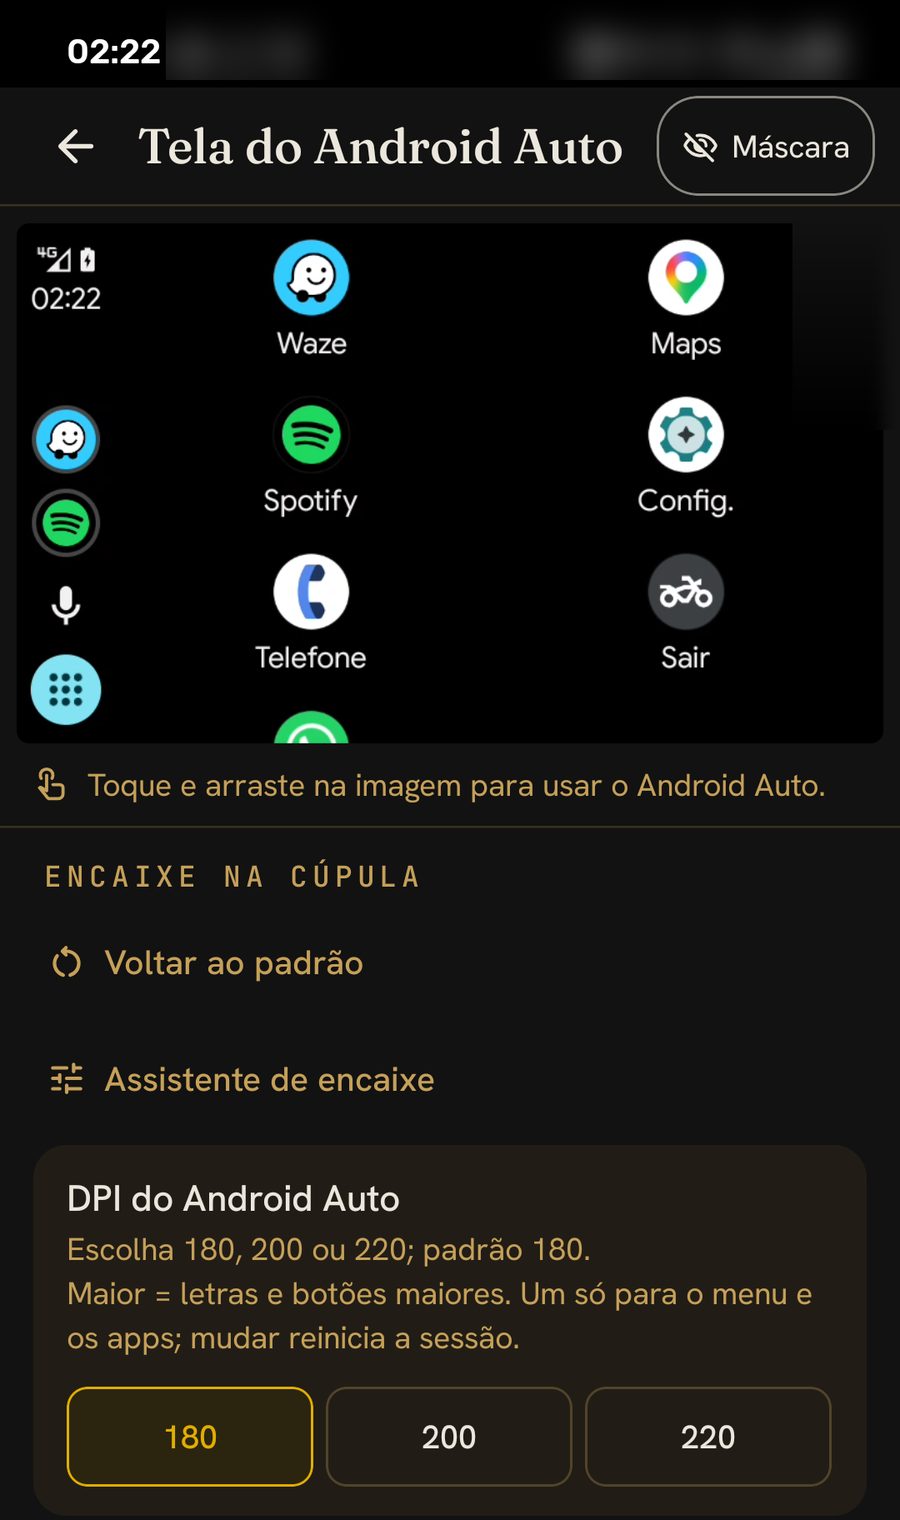 02:22
Tela do Android Auto
Máscara
4G
02:22
Waze
Maps
Spotify
Config.
Telefone
Sair
Toque e arraste na imagem para usar o Android Auto.
ENCAIXE NA CÚPULA
Voltar ao padrão
Assistente de encaixe
DPI do Android Auto
Escolha 180, 200 ou 220; padrão 180.
Maior = letras e botões maiores. Um só para o menu e
os apps; mudar reinicia a sessão.
180
200
220